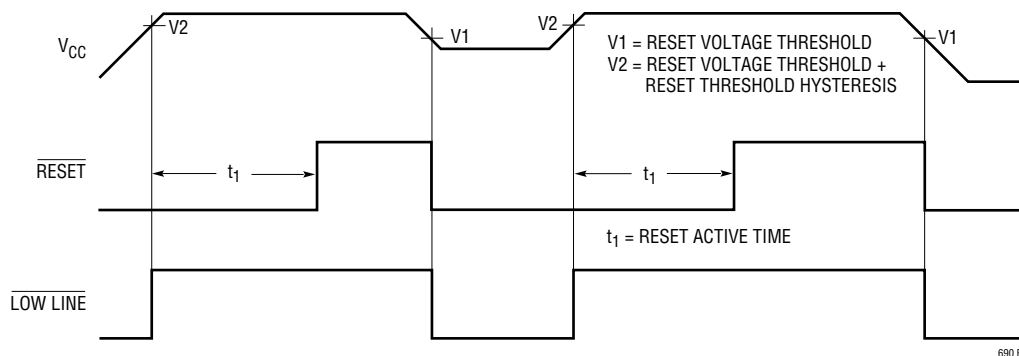 V2
V1
V2
V1
VCC
V1 = RESET VOLTAGE THRESHOLD
V2 = RESET VOLTAGE THRESHOLD +
RESET THRESHOLD HYSTERESIS
RESET
t1
t1
t1 = RESET ACTIVE TIME
LOW LINE